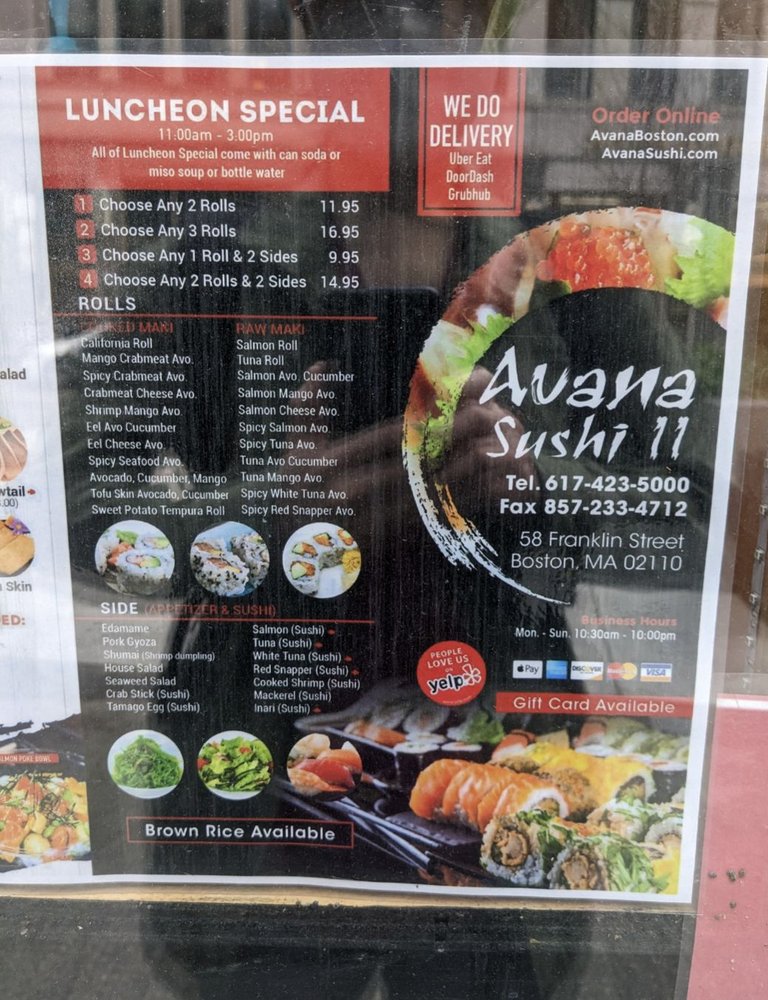 LUNCHEON SPECIAL
11:00am - 3:00pm
All of Luncheon Special come with can soda or
miso soup or bottle water
1 Choose Any 2 Rolls 11.95
2 Choose Any 3 Rolls 16.95
3 Choose Any 1 Roll & 2 Sides 9.95
4 Choose Any 2 Rolls & 2 Sides 14.95
ROLLS
COOKED MAKI
California Roll
Mango Crabmeat Avo.
Spicy Crabmeat Avo.
Crabmeat Cheese Avo.
Shrimp Mango Avo.
Eel Avo Cucumber
Eel Cheese Avo.
Spicy Seafood Avo.
Avocado, Cucumber, Mango
Tofu Skin Avocado, Cucumber
Sweet Potato Tempura Roll
RAW MAKI
Salmon Roll
Tuna Roll
Salmon Avo. Cucumber
Salmon Mango Avo.
Salmon Cheese Avo.
Spicy Salmon Avo.
Spicy Tuna Avo.
Tuna Avo Cucumber
Tuna Mango Avo.
Spicy White Tuna Avo.
Spicy Red Snapper Avo.
SIDE (APPETIZER & SUSHI)
Edamame
Pork Gyoza
Shumai (Shrimp dumpling)
House Salad
Seaweed Salad
Crab Stick (Sushi)
Tamago Egg (Sushi)
Salmon (Sushi)
Tuna (Sushi)
White Tuna (Sushi)
Red Snapper (Sushi)
Cooked Shrimp (Sushi)
Mackerel (Sushi)
Inari (Sushi)
Brown Rice Available
WE DO
DELIVERY
Uber Eat
DoorDash
Grubhub
Order Online
AvanaBoston.com
AvanaSushi.com
Avana
Sushi 11
Tel. 617-423-5000
Fax 857-233-4712
58 Franklin Street
Boston, MA 02110
Business Hours
Mon. - Sun. 10:30am - 10:00pm
PEOPLE
LOVE US
ON
yelp
Pay
DISCOVER
VISA
Gift Card Available
Skin